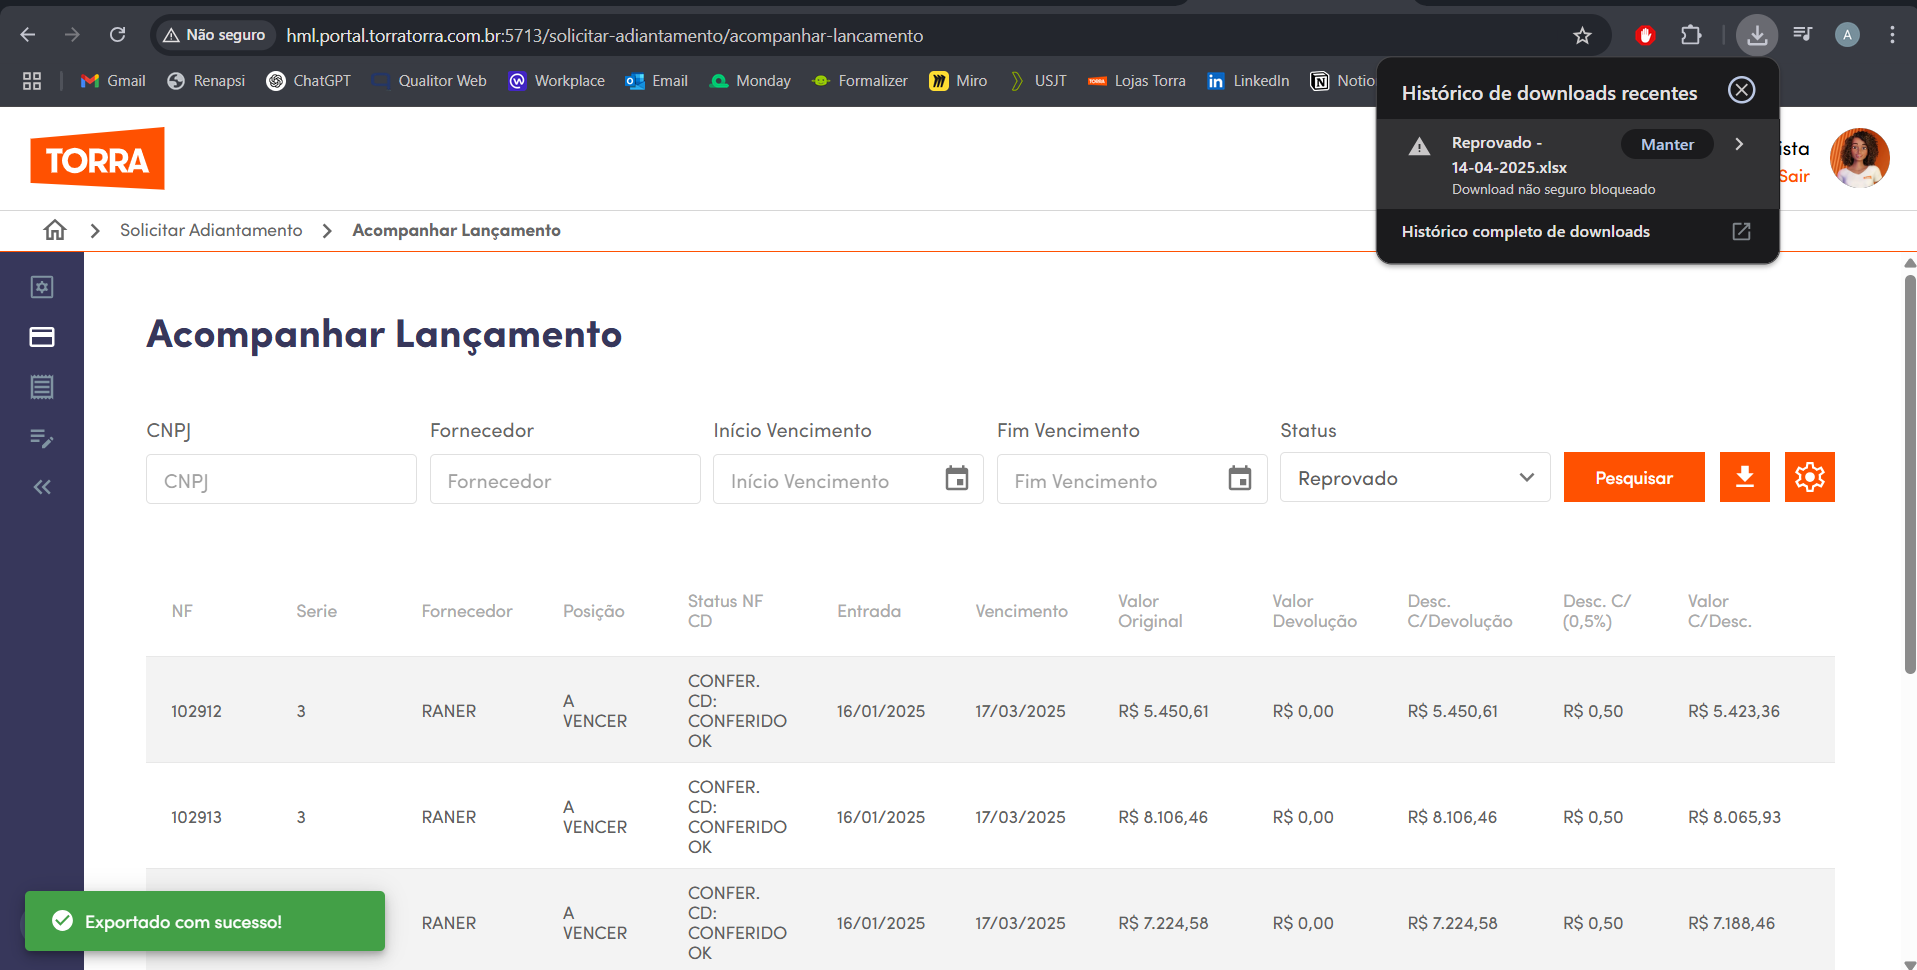 Não seguro
hml.portal.torratorra.com.br:5713/solicitar-adiantamento/acompanhar-lancamento
A
Gmail
Renapsi
ChatGPT
Qualitor Web
Workplace
Email
Monday
Formalizer
Miro
USJT
Lojas Torra
LinkedIn
Notio
Histórico de downloads recentes
Reprovado -
14-04-2025.xlsx
Manter
Download não seguro bloqueado
Histórico completo de downloads
TORRA
ista
Sair
Solicitar Adiantamento
Acompanhar Lançamento
Acompanhar Lançamento
CNPJ Fornecedor Início Vencimento Fim Vencimento Status
CNPJ Fornecedor Início Vencimento Fim Vencimento Reprovado Pesquisar
NF Serie Fornecedor Posição Status NF CD Entrada Vencimento Valor Original Valor Devolução Desc. C/Devolução Desc. C/ (0,5%) Valor C/Desc.
102912 3 RANER A VENCER CONFER. CD: CONFERIDO OK 16/01/2025 17/03/2025 R$ 5.450,61 R$ 0,00 R$ 5.450,61 R$ 0,50 R$ 5.423,36
102913 3 RANER A VENCER CONFER. CD: CONFERIDO OK 16/01/2025 17/03/2025 R$ 8.106,46 R$ 0,00 R$ 8.106,46 R$ 0,50 R$ 8.065,93
RANER A VENCER CONFER. CD: CONFERIDO OK 16/01/2025 17/03/2025 R$ 7.224,58 R$ 0,00 R$ 7.224,58 R$ 0,50 R$ 7.188,46
Exportado com sucesso!